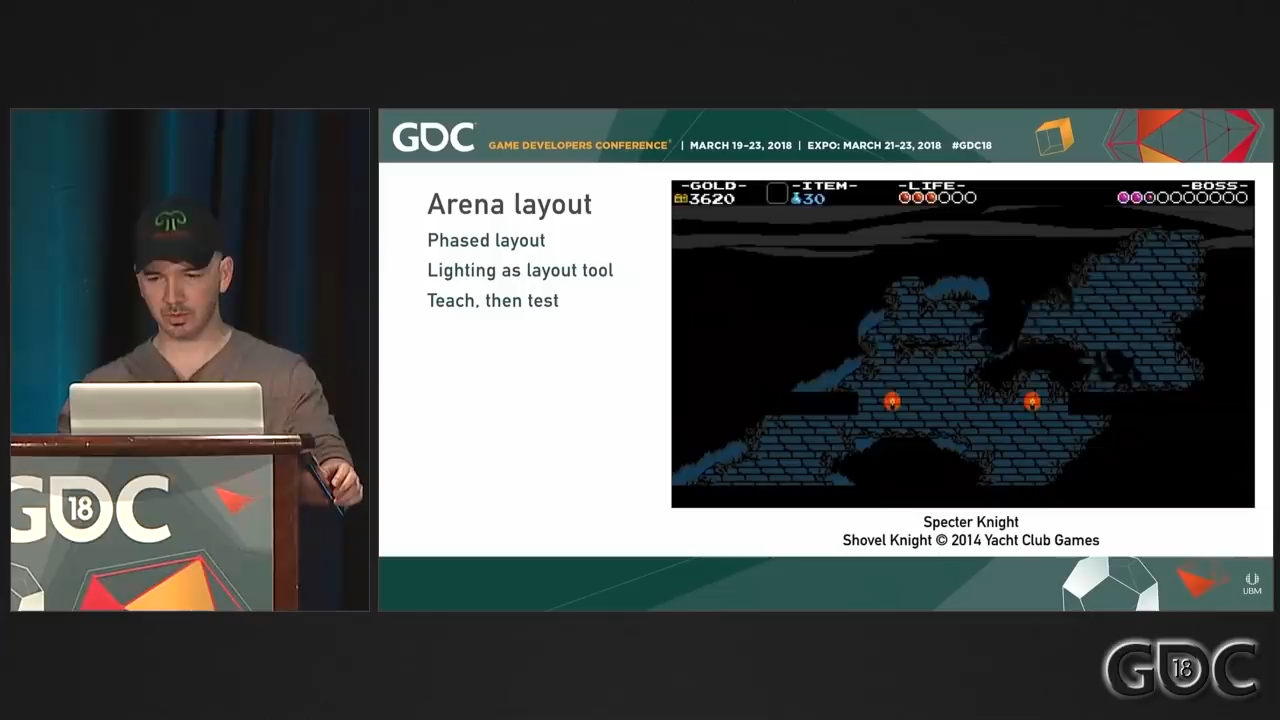 GDC
GAME DEVELOPERS CONFERENCE® | MARCH 19–23, 2018 | EXPO: MARCH 21–23, 2018 #GDC18
Arena layout
Phased layout
Lighting as layout tool
Teach, then test
-GOLD- -ITEM- -LIFE- -BOSS-
3620 30
Specter Knight
Shovel Knight © 2014 Yacht Club Games
UBM
GDC
18
GDC
18